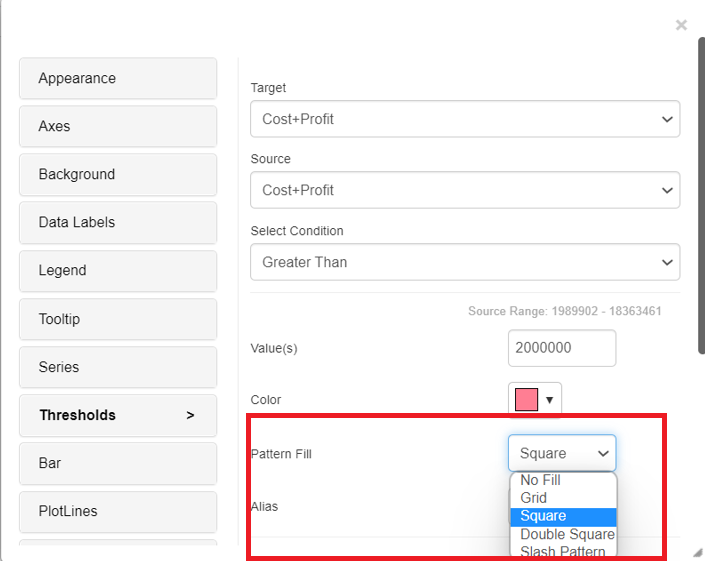 ×
Appearance
Axes
Background
Data Labels
Legend
Tooltip
Series
Thresholds >
Bar
PlotLines
Target
Cost+Profit
Source
Cost+Profit
Select Condition
Greater Than
Source Range: 1989902 - 18363461
Value(s) 2000000
Color
Pattern Fill Square
Alias
No Fill
Grid
Square
Double Square
Slash Pattern